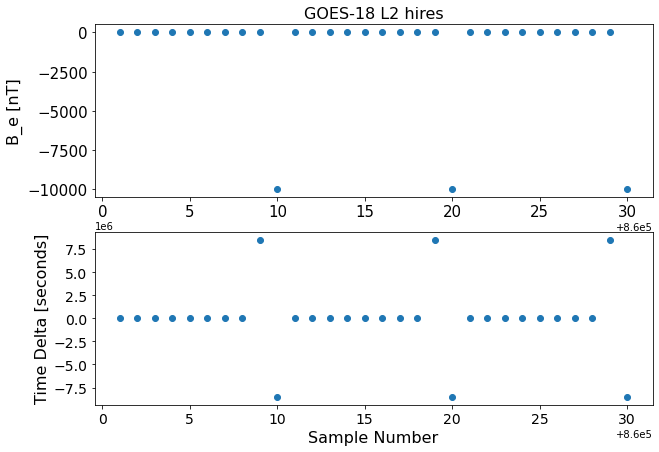 GOES-18 L2 hires
B_e [nT]
0
−2500
−5000
−7500
−10000
0 5 10 15 20 25 30
+8.6e5
1e6
Time Delta [seconds]
7.5
5.0
2.5
0.0
−2.5
−5.0
−7.5
0 5 10 15 20 25 30
+8.6e5
Sample Number